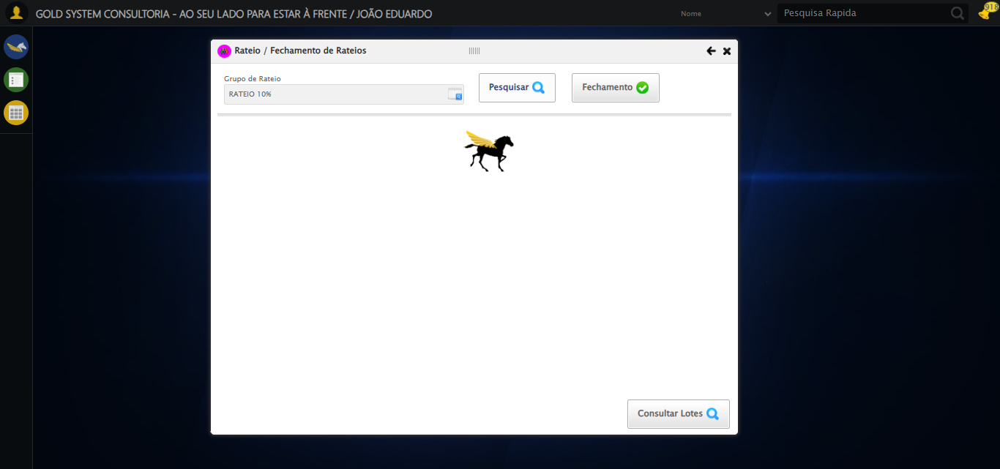 GOLD SYSTEM CONSULTORIA - AO SEU LADO PARA ESTAR À FRENTE / JOÃO EDUARDO
Nome
Pesquisa Rapida
918
Rateio / Fechamento de Rateios
Grupo de Rateio
RATEIO 10%
Pesquisar
Fechamento
Consultar Lotes